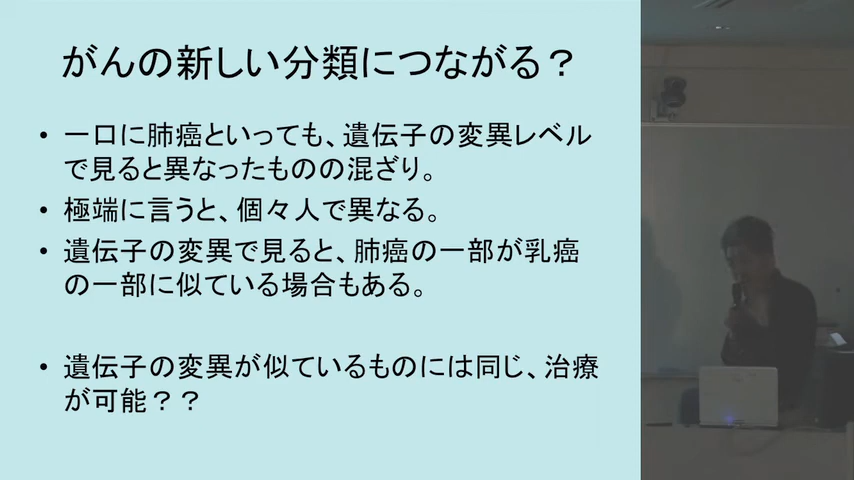 がんの新しい分類につながる？
• 一口に肺癌といっても、遺伝子の変異レベル
で見ると異なったものの混ざり。
• 極端に言うと、個々人で異なる。
• 遺伝子の変異で見ると、肺癌の一部が乳癌
の一部に似ている場合もある。
• 遺伝子の変異が似ているものには同じ、治療
が可能？？